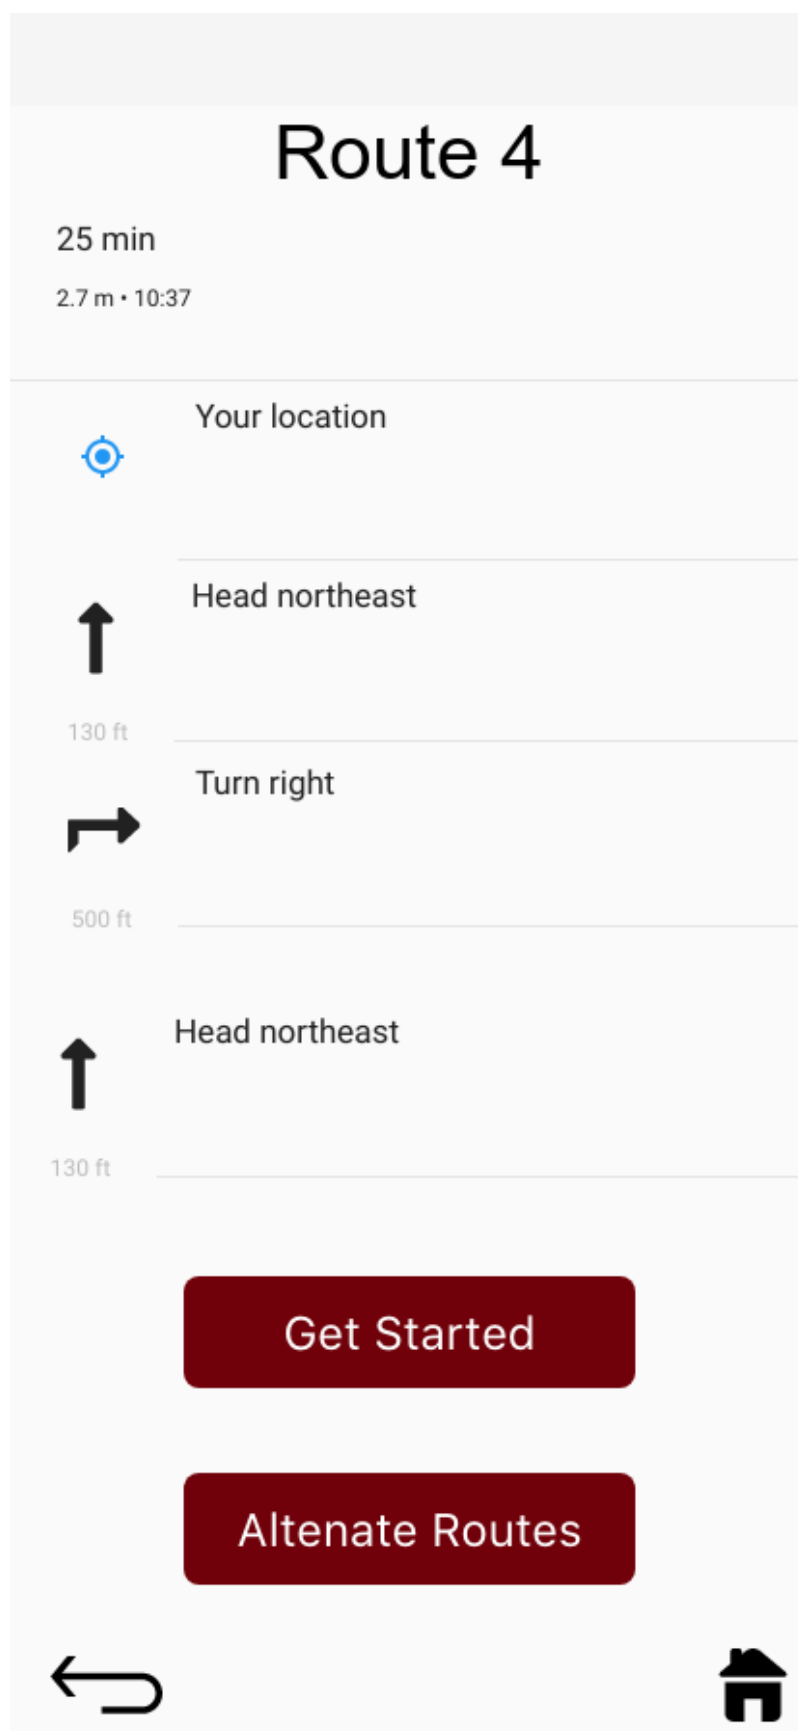 Route 4
25 min
2.7 m • 10:37
Your location
Head northeast
130 ft
Turn right
500 ft
Head northeast
130 ft
Get Started
Altenate Routes